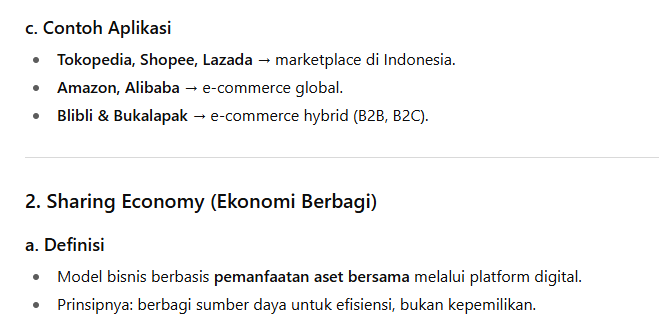 c. Contoh Aplikasi
• Tokopedia, Shopee, Lazada → marketplace di Indonesia.
• Amazon, Alibaba → e-commerce global.
• Blibli & Bukalapak → e-commerce hybrid (B2B, B2C).
2. Sharing Economy (Ekonomi Berbagi)
a. Definisi
• Model bisnis berbasis pemanfaatan aset bersama melalui platform digital.
• Prinsipnya: berbagi sumber daya untuk efisiensi, bukan kepemilikan.